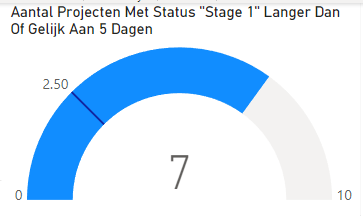 Aantal Projecten Met Status "Stage 1" Langer Dan
Of Gelijk Aan 5 Dagen
2.50
7
0
10